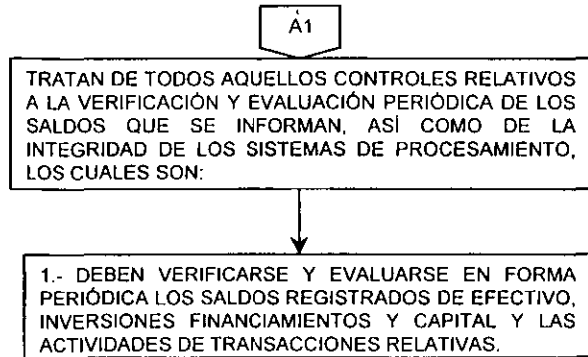 A1
TRATAN DE TODOS AQUELLOS CONTROLES RELATIVOS
A LA VERIFICACIÓN Y EVALUACIÓN PERIÓDICA DE LOS
SALDOS QUE SE INFORMAN, ASÍ COMO DE LA
INTEGRIDAD DE LOS SISTEMAS DE PROCESAMIENTO,
LOS CUALES SON:
1.- DEBEN VERIFICARSE Y EVALUARSE EN FORMA
PERIÓDICA LOS SALDOS REGISTRADOS DE EFECTIVO,
INVERSIONES FINANCIAMIENTOS Y CAPITAL Y LAS
ACTIVIDADES DE TRANSACCIONES RELATIVAS.